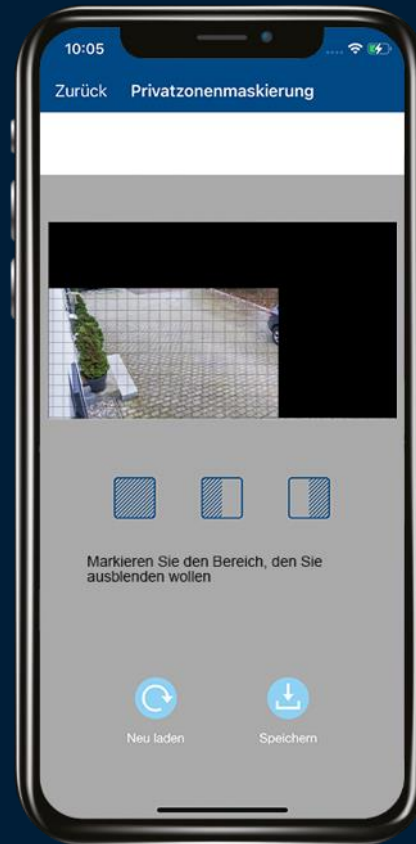 10:05
Zurück Privatzonenmaskierung
Markieren Sie den Bereich, den Sie
ausblenden wollen
Neu laden Speichern